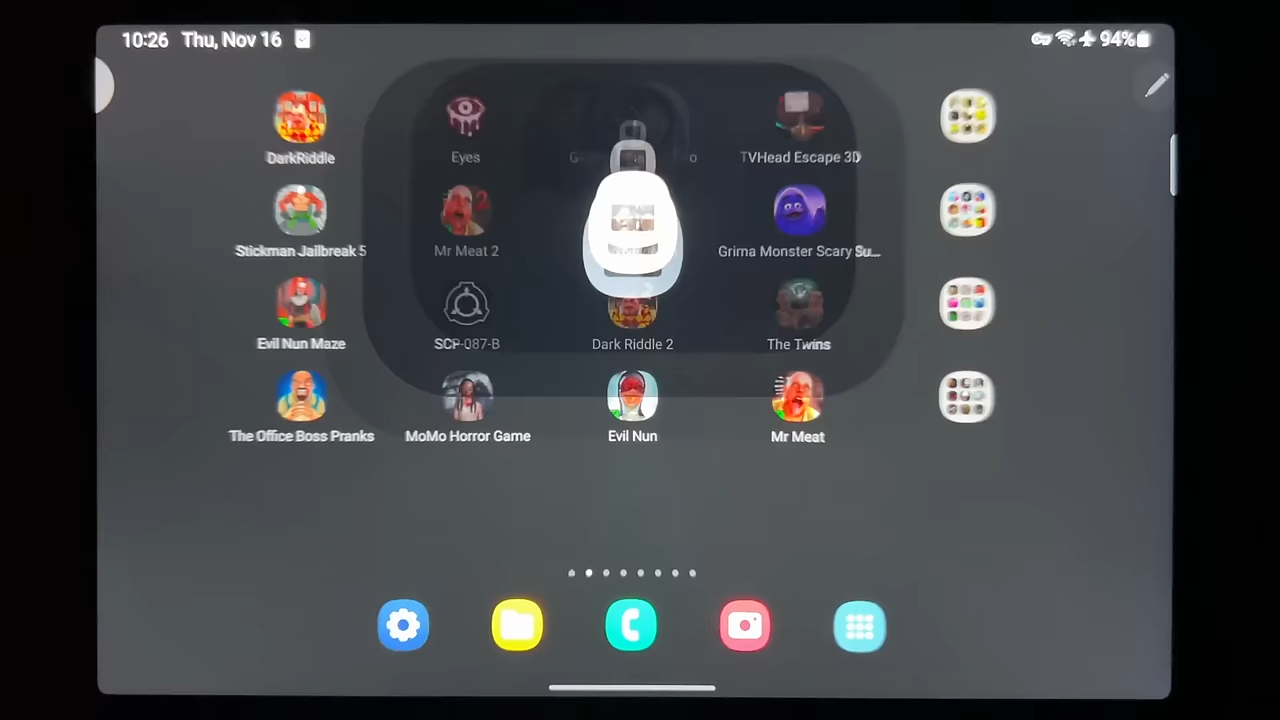 10:26 Thu, Nov 16 94%
DarkRiddle Eyes TVHead Escape 3D
Stickman Jailbreak 5 Mr Meat 2 Grima Monster Scary Su...
Evil Nun Maze SCP-087-B Dark Riddle 2 The Twins
The Office Boss Pranks MoMo Horror Game Evil Nun Mr Meat